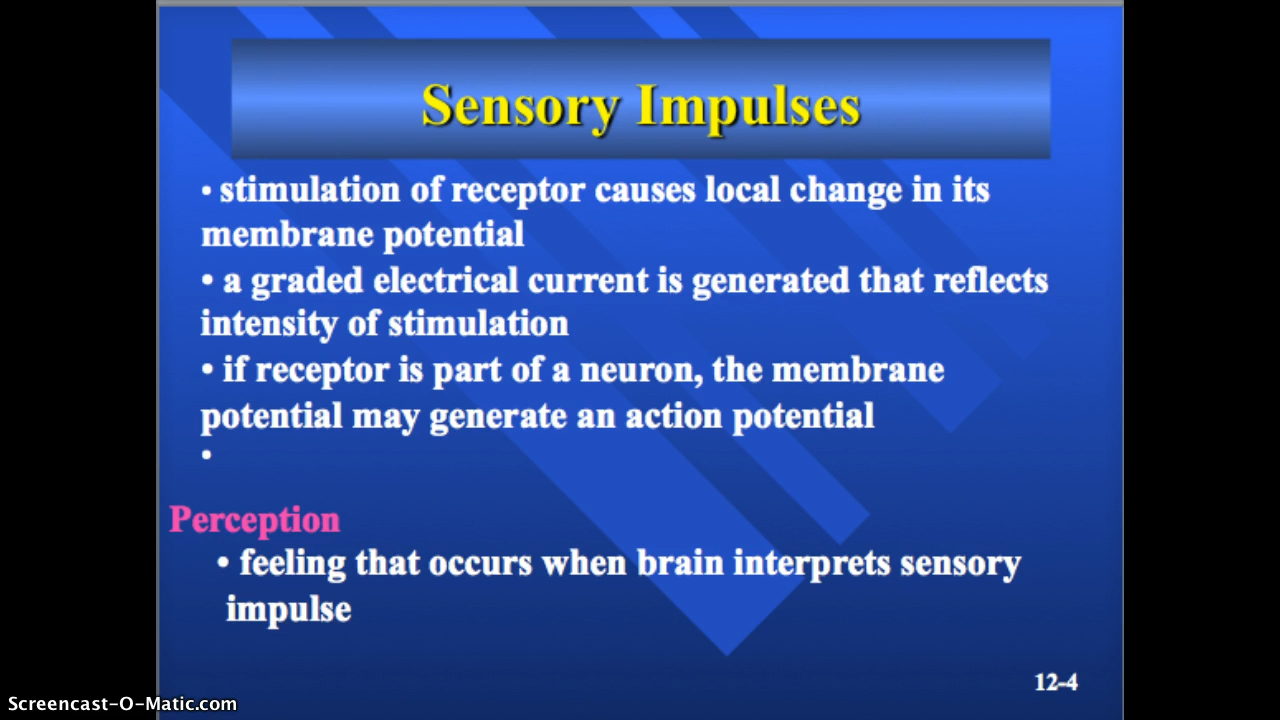 Sensory Impulses
• stimulation of receptor causes local change in its
membrane potential
• a graded electrical current is generated that reflects
intensity of stimulation
• if receptor is part of a neuron, the membrane
potential may generate an action potential
•
Perception
• feeling that occurs when brain interprets sensory
impulse
12-4
Screencast-O-Matic.com